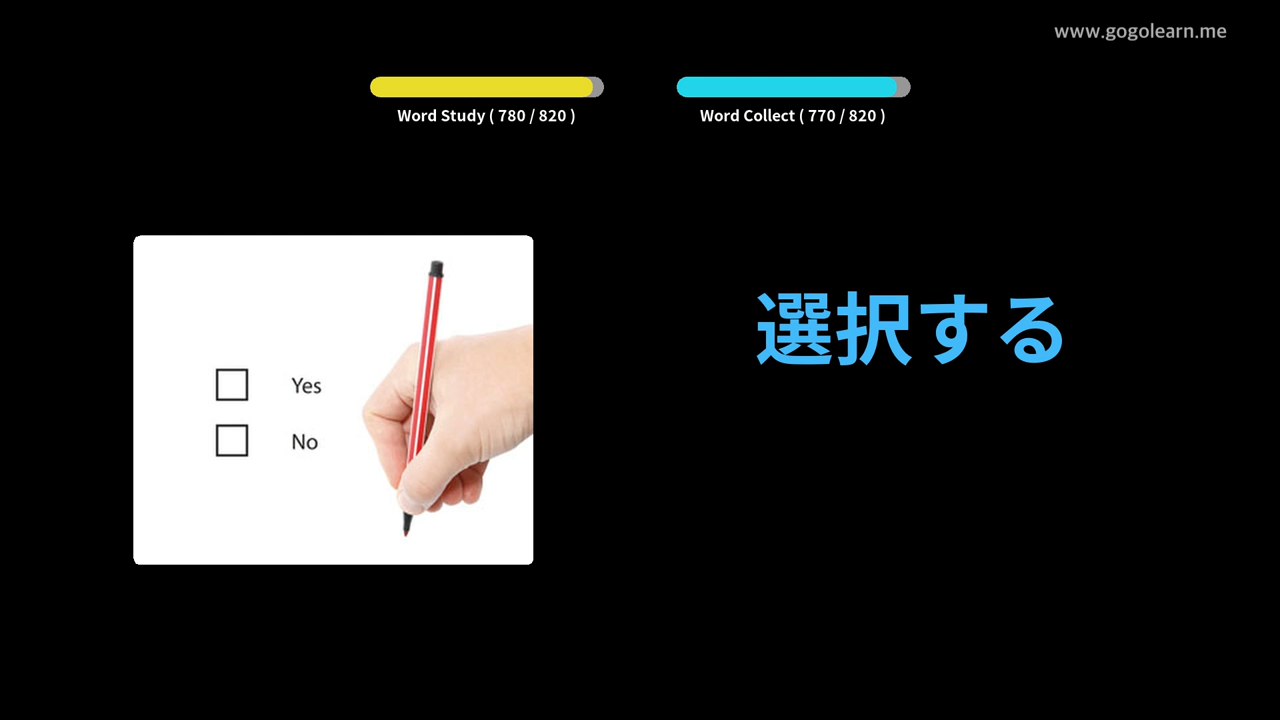 www.gogolearn.me
Word Study ( 780 / 820 )
Word Collect ( 770 / 820 )
選択する
Yes
No